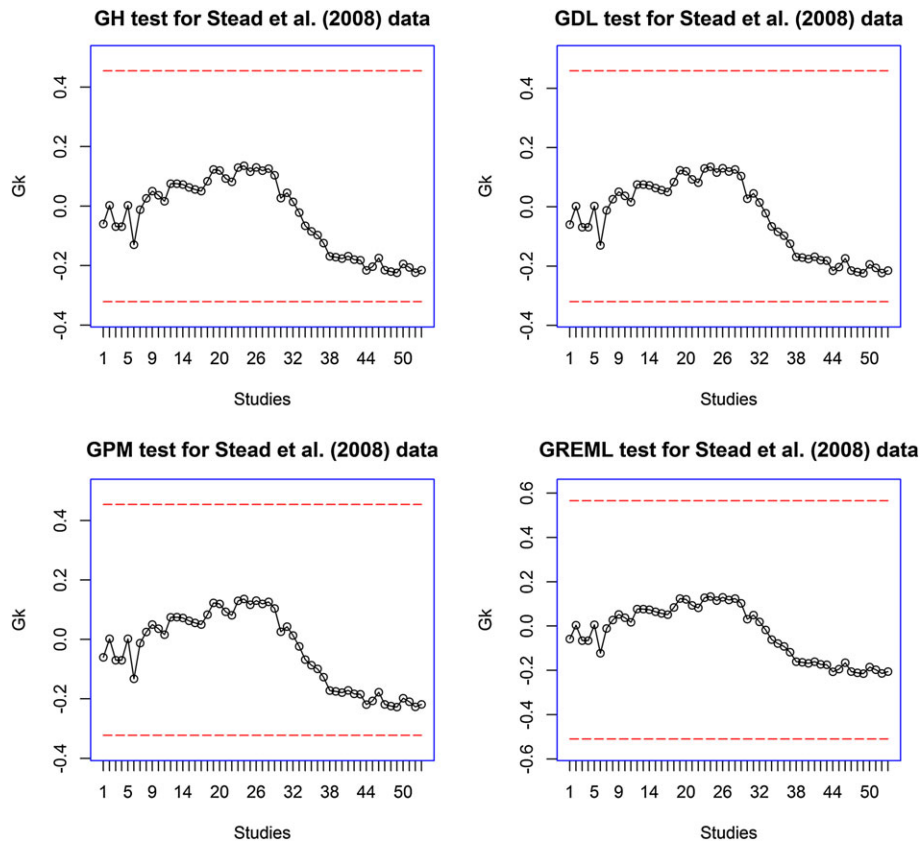 GH test for Stead et al. (2008) data
Gk
0.4
0.2
0.0
-0.2
-0.4
1 5 9 14 20 26 32 38 44 50
Studies
GDL test for Stead et al. (2008) data
Gk
0.4
0.2
0.0
-0.2
-0.4
1 5 9 14 20 26 32 38 44 50
Studies
GPM test for Stead et al. (2008) data
Gk
0.4
0.2
0.0
-0.2
-0.4
1 5 9 14 20 26 32 38 44 50
Studies
GREML test for Stead et al. (2008) data
Gk
0.6
0.4
0.2
0.0
-0.2
-0.4
-0.6
1 5 9 14 20 26 32 38 44 50
Studies